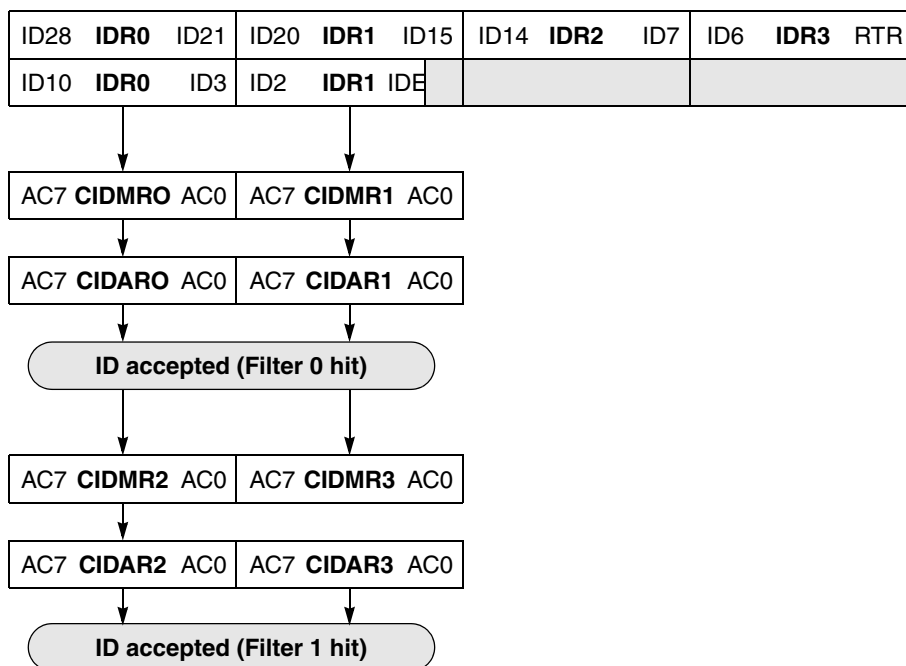 ID28 IDR0 ID21 ID20 IDR1 ID15 ID14 IDR2 ID7 ID6 IDR3 RTR
ID10 IDR0 ID3 ID2 IDR1 IDE
AC7 CIDMRO AC0 AC7 CIDMR1 AC0
AC7 CIDARO AC0 AC7 CIDAR1 AC0
ID accepted (Filter 0 hit)
AC7 CIDMR2 AC0 AC7 CIDMR3 AC0
AC7 CIDAR2 AC0 AC7 CIDAR3 AC0
ID accepted (Filter 1 hit)